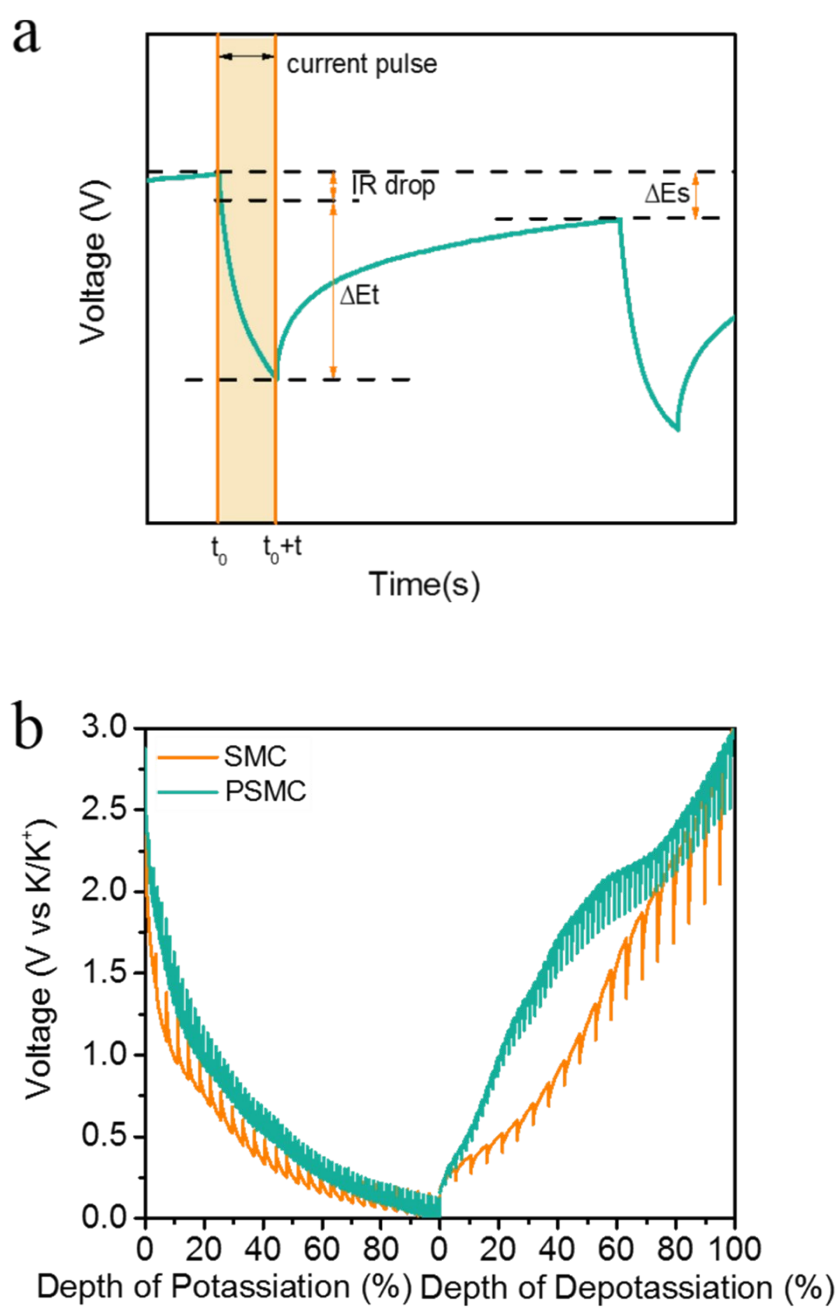 a
current pulse
IR drop
ΔEs
ΔEt
Voltage (V)
t₀
t₀+t
Time(s)
b
SMC
PSMC
Voltage (V vs K/K⁺)
3.0
2.5
2.0
1.5
1.0
0.5
0.0
0 20 40 60 80 0 20 40 60 80 100
Depth of Potassiation (%) Depth of Depotassiation (%)